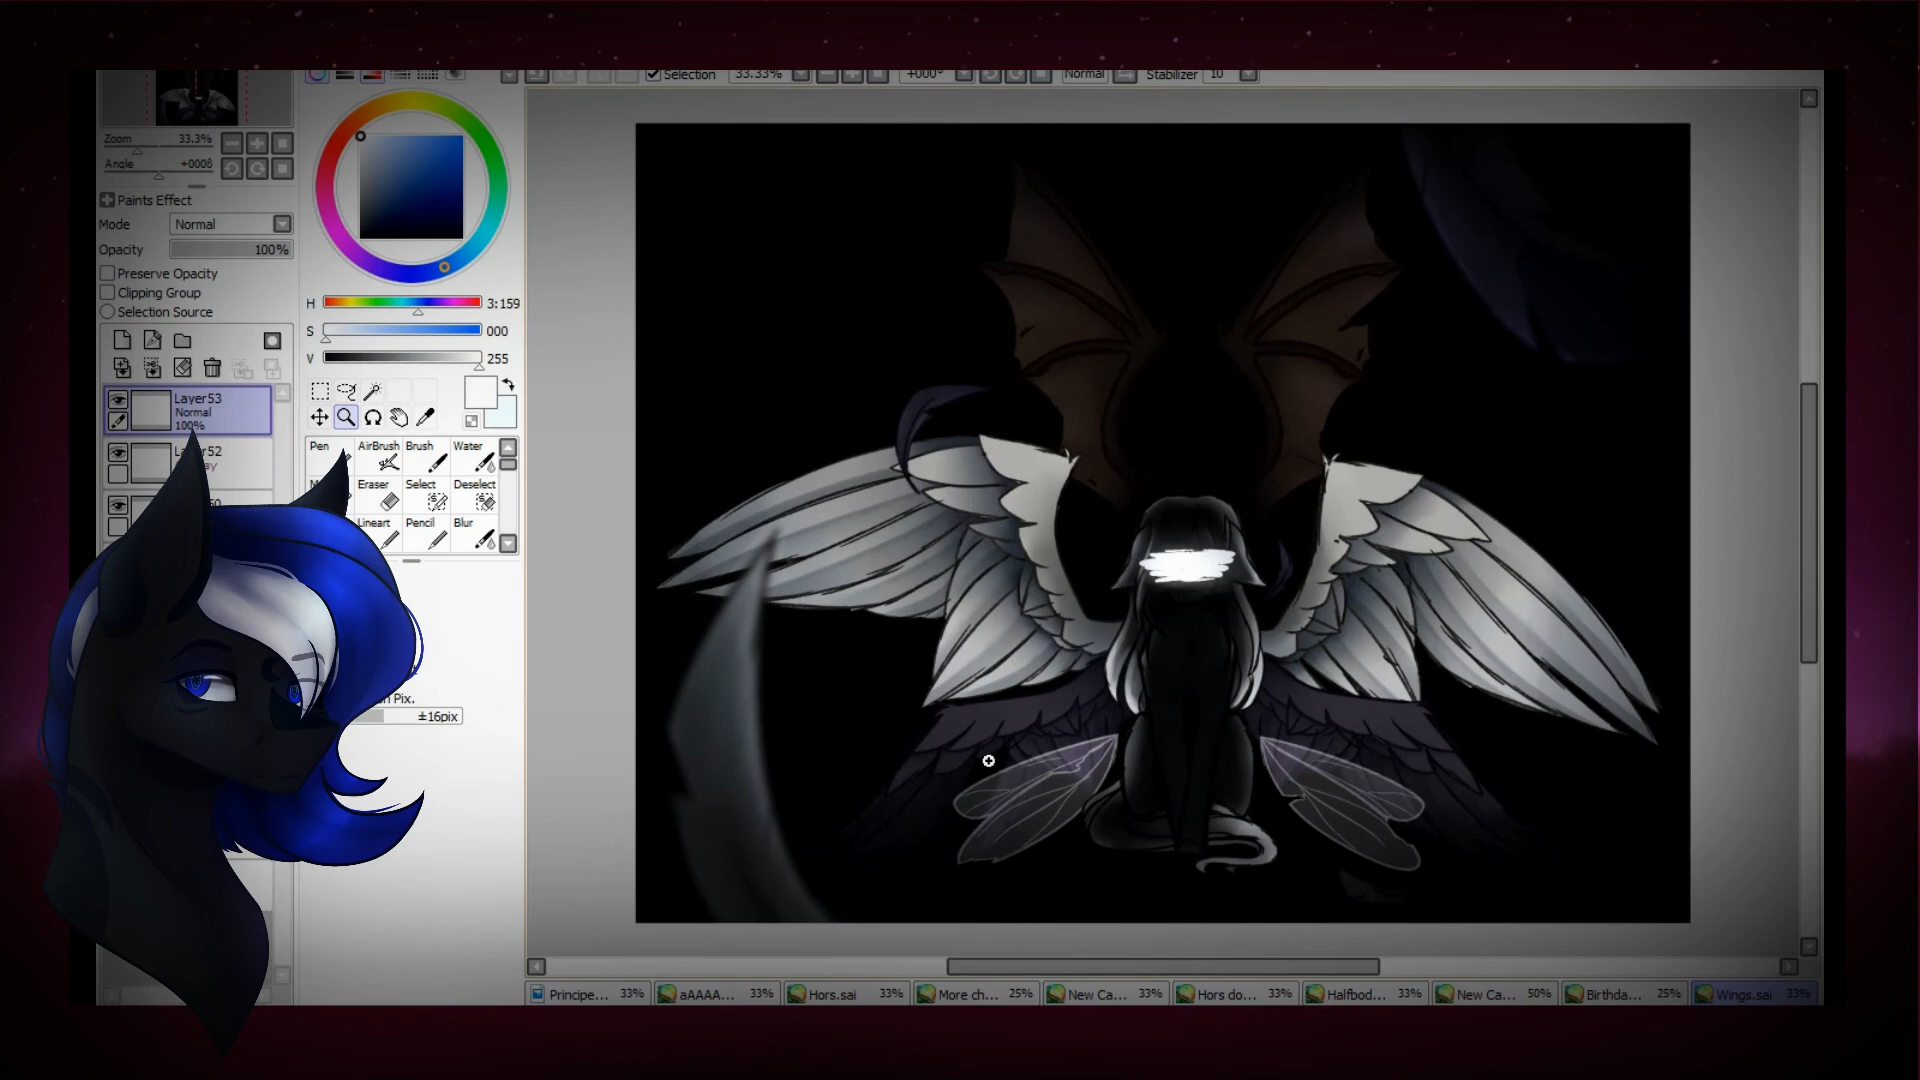 Selection 33.33% +000° Normal Stabilizer 10
Zoom 33.3%
Angle +0008
Paints Effect
Mode Normal
Opacity 100%
Preserve Opacity
Clipping Group
Selection Source
H 3:159
S 000
V 255
Layer53
Normal
100%
Pen AirBrush Brush Water
Eraser Select Deselect
Lineart Pencil Blur
Pix.
±16pix
Principe... 33% aAAAA... 33% Hors.sai 33% More ch... 25% New Ca... 33% Hors do... 33% Halfbod... 33% New Ca... 50% Birthda... 25% Wings.sai 33%